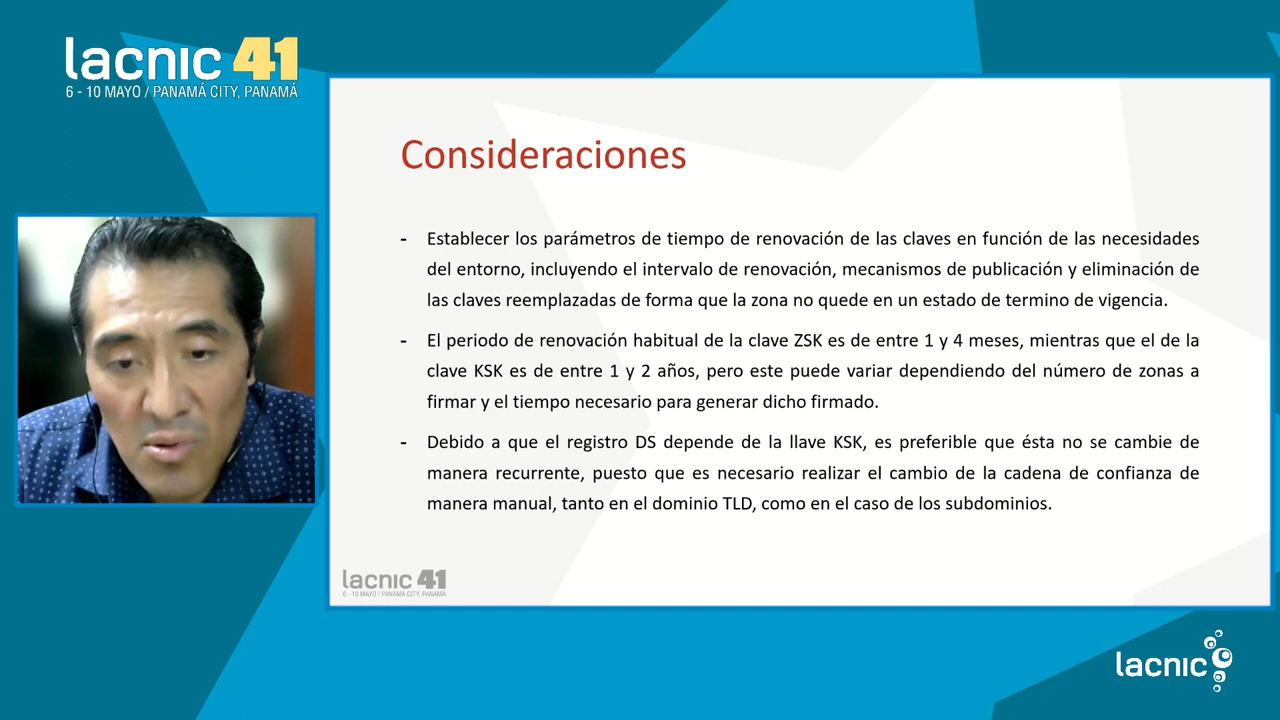 lacnic 41
6 - 10 MAYO / PANAMÁ CITY, PANAMÁ
Consideraciones
- Establecer los parámetros de tiempo de renovación de las claves en función de las necesidades
del entorno, incluyendo el intervalo de renovación, mecanismos de publicación y eliminación de
las claves reemplazadas de forma que la zona no quede en un estado de termino de vigencia.
- El periodo de renovación habitual de la clave ZSK es de entre 1 y 4 meses, mientras que el de la
clave KSK es de entre 1 y 2 años, pero este puede variar dependiendo del número de zonas a
firmar y el tiempo necesario para generar dicho firmado.
- Debido a que el registro DS depende de la llave KSK, es preferible que ésta no se cambie de
manera recurrente, puesto que es necesario realizar el cambio de la cadena de confianza de
manera manual, tanto en el dominio TLD, como en el caso de los subdominios.
lacnic 41
6 - 10 MAYO / PANAMÁ CITY, PANAMÁ
lacnic